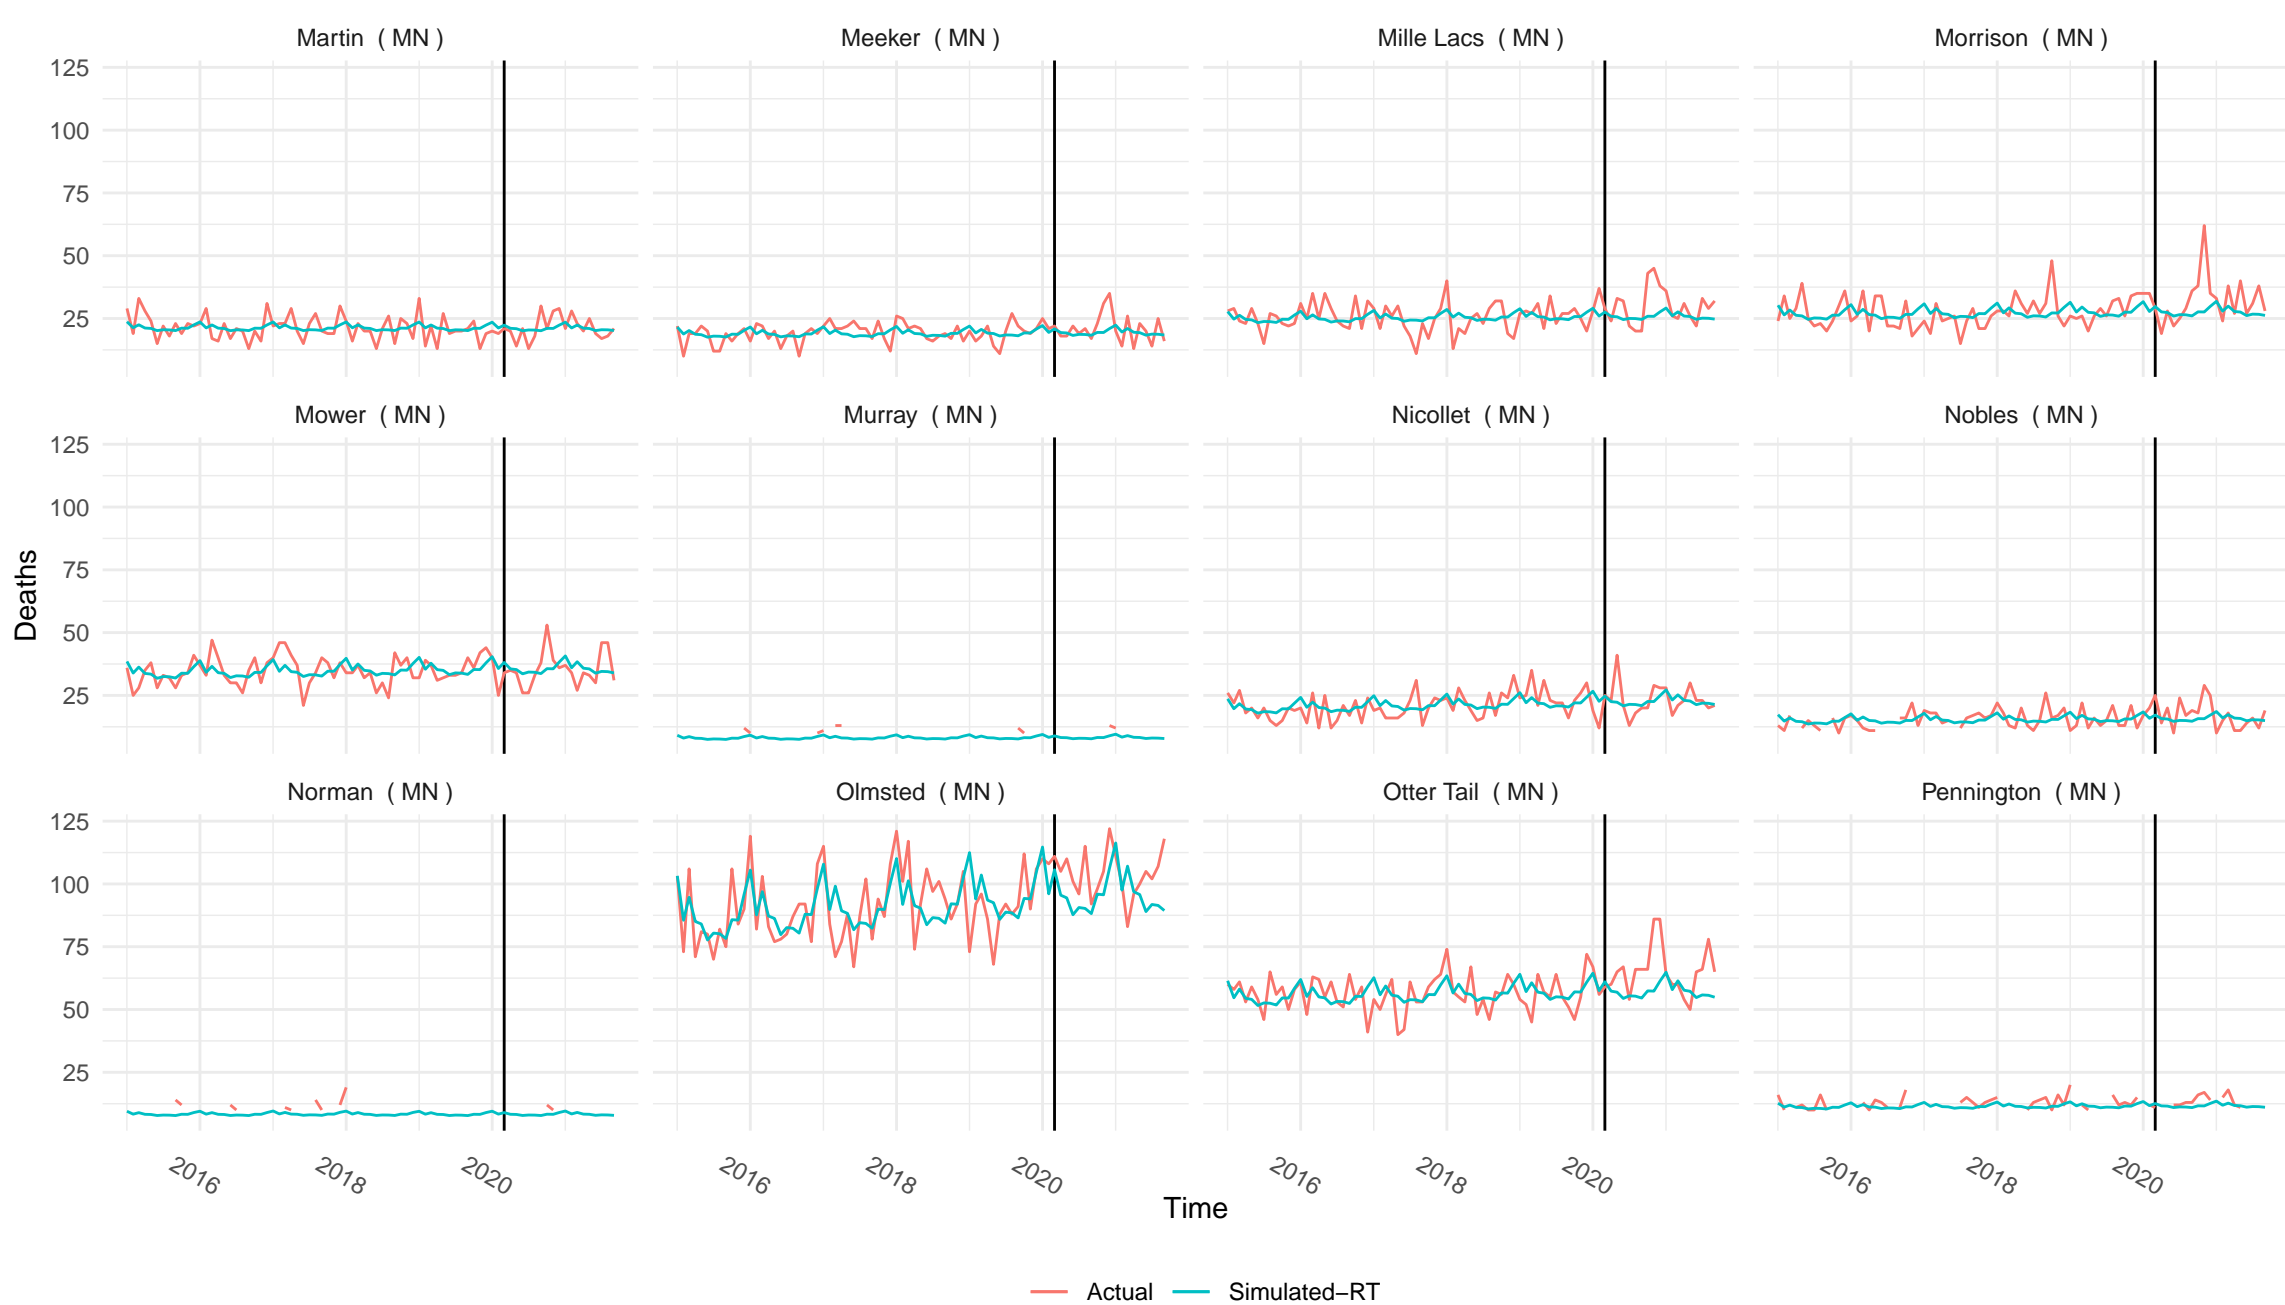 Martin ( MN )
Meeker ( MN )
Mille Lacs ( MN )
Morrison ( MN )
125
100
75
50
25
Mower ( MN )
Murray ( MN )
Nicollet ( MN )
Nobles ( MN )
125
100
75
50
25
Deaths
Norman ( MN )
Olmsted ( MN )
Otter Tail ( MN )
Pennington ( MN )
125
100
75
50
25
2016
2018
2020
2016
2018
2020
2016
2018
2020
2016
2018
2020
Time
Actual
Simulated−RT